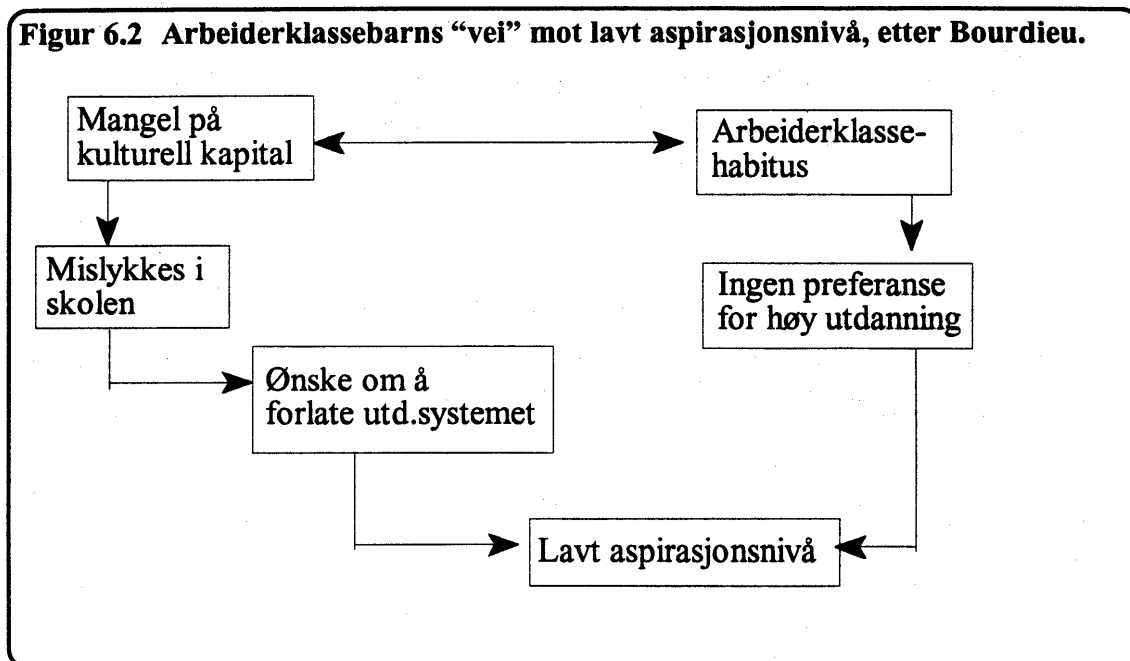 Figur 6.2 Arbeiderklassebarns “vei” mot lavt aspirasjonsnivå, etter Bourdieu.
Mangel på
kulturell kapital
Arbeiderklasse-
habitus
Mislykkes i
skolen
Ingen preferanse
for høy utdanning
Ønske om å
forlate utd.systemet
Lavt aspirasjonsnivå